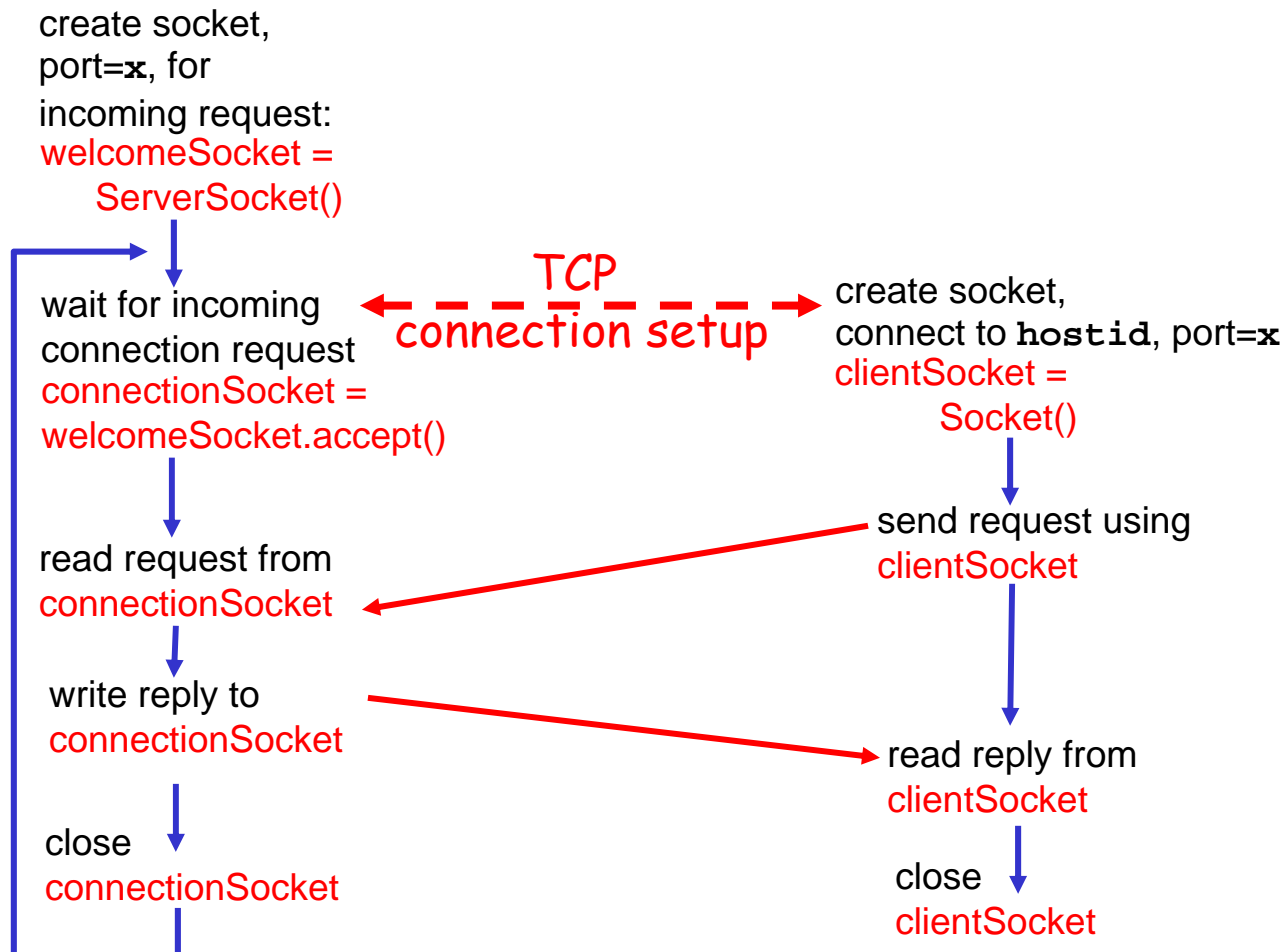 create socket,
port=x, for
incoming request:
welcomeSocket =
ServerSocket()
wait for incoming
connection request
connectionSocket =
welcomeSocket.accept()
TCP
connection setup
create socket,
connect to hostid, port=x
clientSocket =
Socket()
send request using
clientSocket
read request from
connectionSocket
write reply to
connectionSocket
read reply from
clientSocket
close
connectionSocket
close
clientSocket